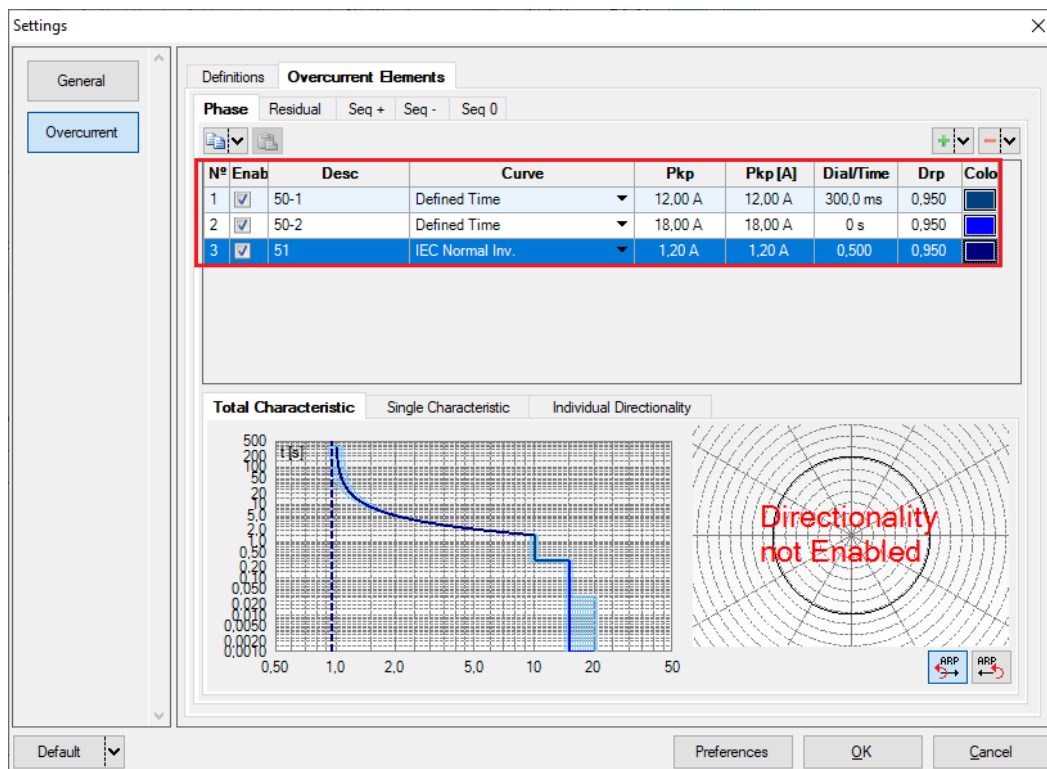 Settings
General
Overcurrent
Definitions Overcurrent Elements
Phase Residual Seq + Seq - Seq 0
Nº Enab Desc Curve Pkp Pkp [A] Dial/Time Drp Colo
1 50-1 Defined Time 12,00 A 12,00 A 300,0 ms 0,950
2 50-2 Defined Time 18,00 A 18,00 A 0 s 0,950
3 51 IEC Normal Inv. 1,20 A 1,20 A 0,500 0,950
Total Characteristic Single Characteristic Individual Directionality
t [s]
500
200
100
50
20
10
5,0
2,0
1,0
0,50
0,20
0,10
0,050
0,020
0,010
0,0050
0,0020
0,0010
0,50 1,0 2,0 5,0 10 20 50
Directionality
not Enabled
ARP ARP
Default Preferences OK Cancel